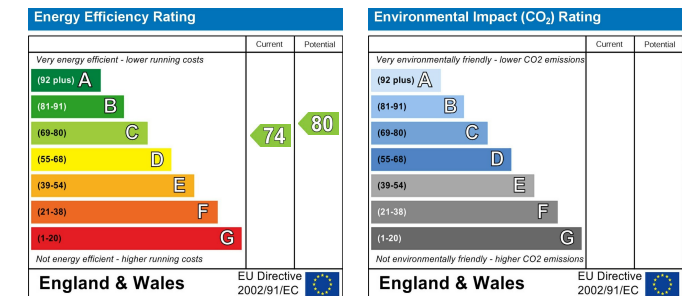 Energy Efficiency Rating
Current Potential
Very energy efficient - lower running costs
(92 plus) A
(81-91) B
(69-80) C
(55-68) D
(39-54) E
(21-38) F
(1-20) G
74
80
Not energy efficient - higher running costs
England & Wales
EU Directive
2002/91/EC
Environmental Impact (CO₂) Rating
Current Potential
Very environmentally friendly - lower CO2 emissions
(92 plus) A
(81-91) B
(69-80) C
(55-68) D
(39-54) E
(21-38) F
(1-20) G
Not environmentally friendly - higher CO2 emissions
England & Wales
EU Directive
2002/91/EC